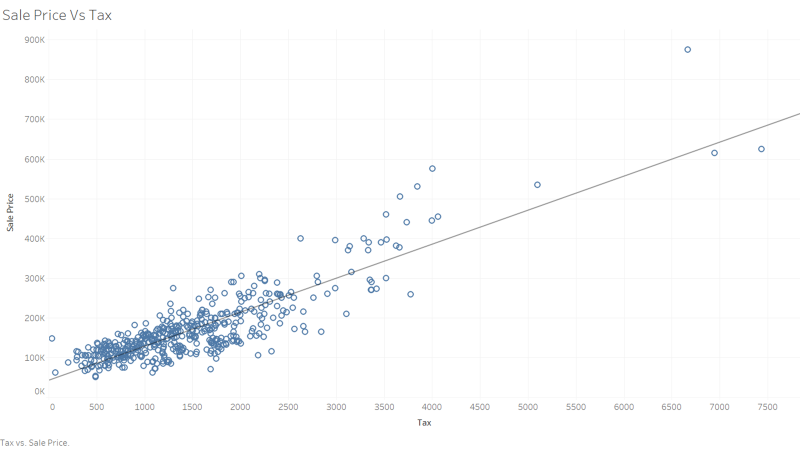 Sale Price Vs Tax
900K
800K
700K
600K
500K
400K
300K
200K
100K
0K
Sale Price
0 500 1000 1500 2000 2500 3000 3500 4000 4500 5000 5500 6000 6500 7000 7500
Tax
Tax vs. Sale Price.